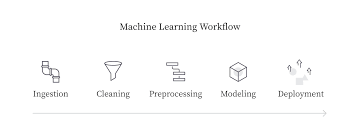 Machine Learning Workflow
Ingestion
Cleaning
Preprocessing
Modeling
Deployment